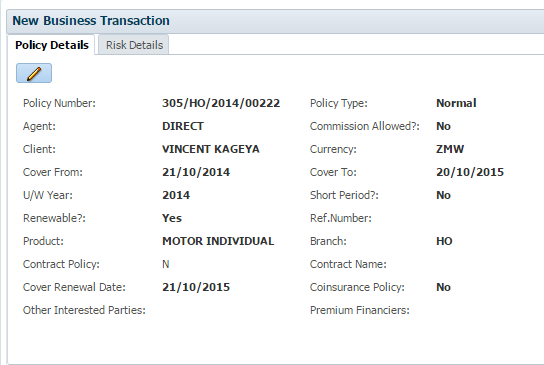 New Business Transaction
Policy Details Risk Details
Policy Number: 305/HO/2014/00222 Policy Type: Normal
Agent: DIRECT Commission Allowed?: No
Client: VINCENT KAGEYA Currency: ZMW
Cover From: 21/10/2014 Cover To: 20/10/2015
U/W Year: 2014 Short Period?: No
Renewable?: Yes Ref.Number:
Product: MOTOR INDIVIDUAL Branch: HO
Contract Policy: N Contract Name:
Cover Renewal Date: 21/10/2015 Coinsurance Policy: No
Other Interested Parties: Premium Financiers: